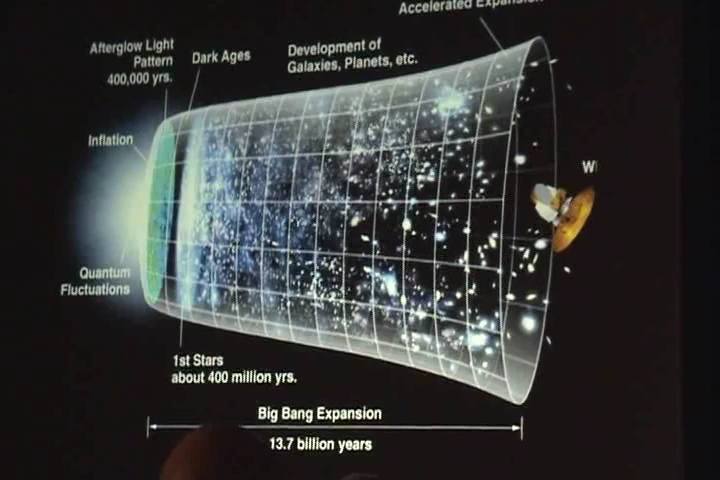 Accelerated Expansion
Afterglow Light
Pattern
400,000 yrs.
Dark Ages
Development of
Galaxies, Planets, etc.
Inflation
Quantum
Fluctuations
1st Stars
about 400 million yrs.
Big Bang Expansion
13.7 billion years